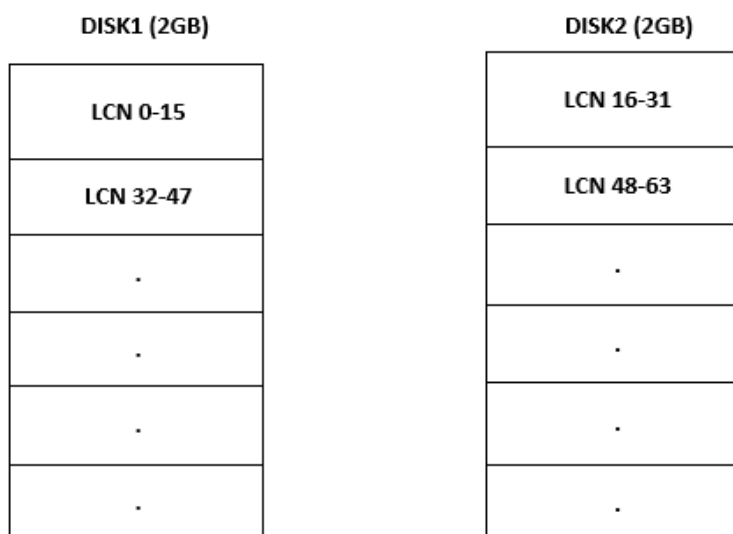 DISK1 (2GB)
LCN 0-15
LCN 32-47
.
.
.
.
DISK2 (2GB)
LCN 16-31
LCN 48-63
.
.
.
.